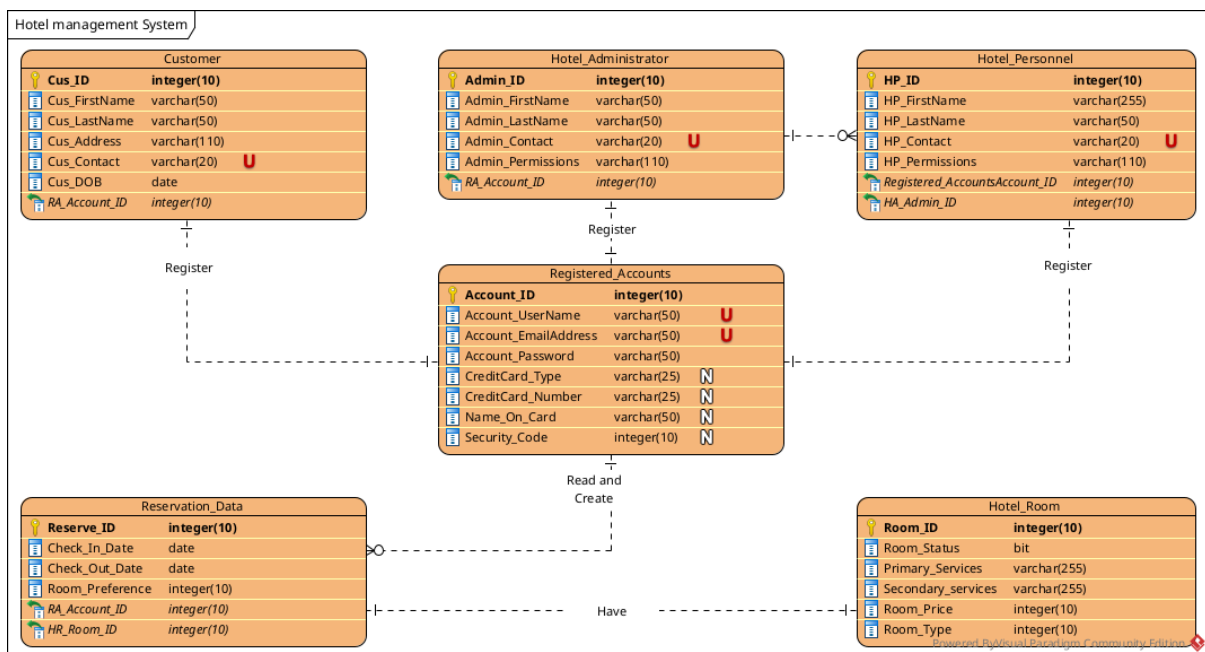 Hotel management System
Customer
Cus_ID integer(10)
Cus_FirstName varchar(50)
Cus_LastName varchar(50)
Cus_Address varchar(110)
Cus_Contact varchar(20) U
Cus_DOB date
RA_Account_ID integer(10)
Hotel_Administrator
Admin_ID integer(10)
Admin_FirstName varchar(50)
Admin_LastName varchar(50)
Admin_Contact varchar(20) U
Admin_Permissions varchar(110)
RA_Account_ID integer(10)
Hotel_Personnel
HP_ID integer(10)
HP_FirstName varchar(255)
HP_LastName varchar(50)
HP_Contact varchar(20) U
HP_Permissions varchar(110)
Registered_AccountsAccount_ID integer(10)
HA_Admin_ID integer(10)
Register
Register
Register
Registered_Accounts
Account_ID integer(10)
Account_UserName varchar(50) U
Account_EmailAddress varchar(50) U
Account_Password varchar(50)
CreditCard_Type varchar(25) N
CreditCard_Number varchar(25) N
Name_On_Card varchar(50) N
Security_Code integer(10) N
Read and
Create
Reservation_Data
Reserve_ID integer(10)
Check_In_Date date
Check_Out_Date date
Room_Preference integer(10)
RA_Account_ID integer(10)
HR_Room_ID integer(10)
Have
Hotel_Room
Room_ID integer(10)
Room_Status bit
Primary_Services varchar(255)
Secondary_services varchar(255)
Room_Price integer(10)
Room_Type integer(10)
Powered ByVisual Paradigm Community Edition